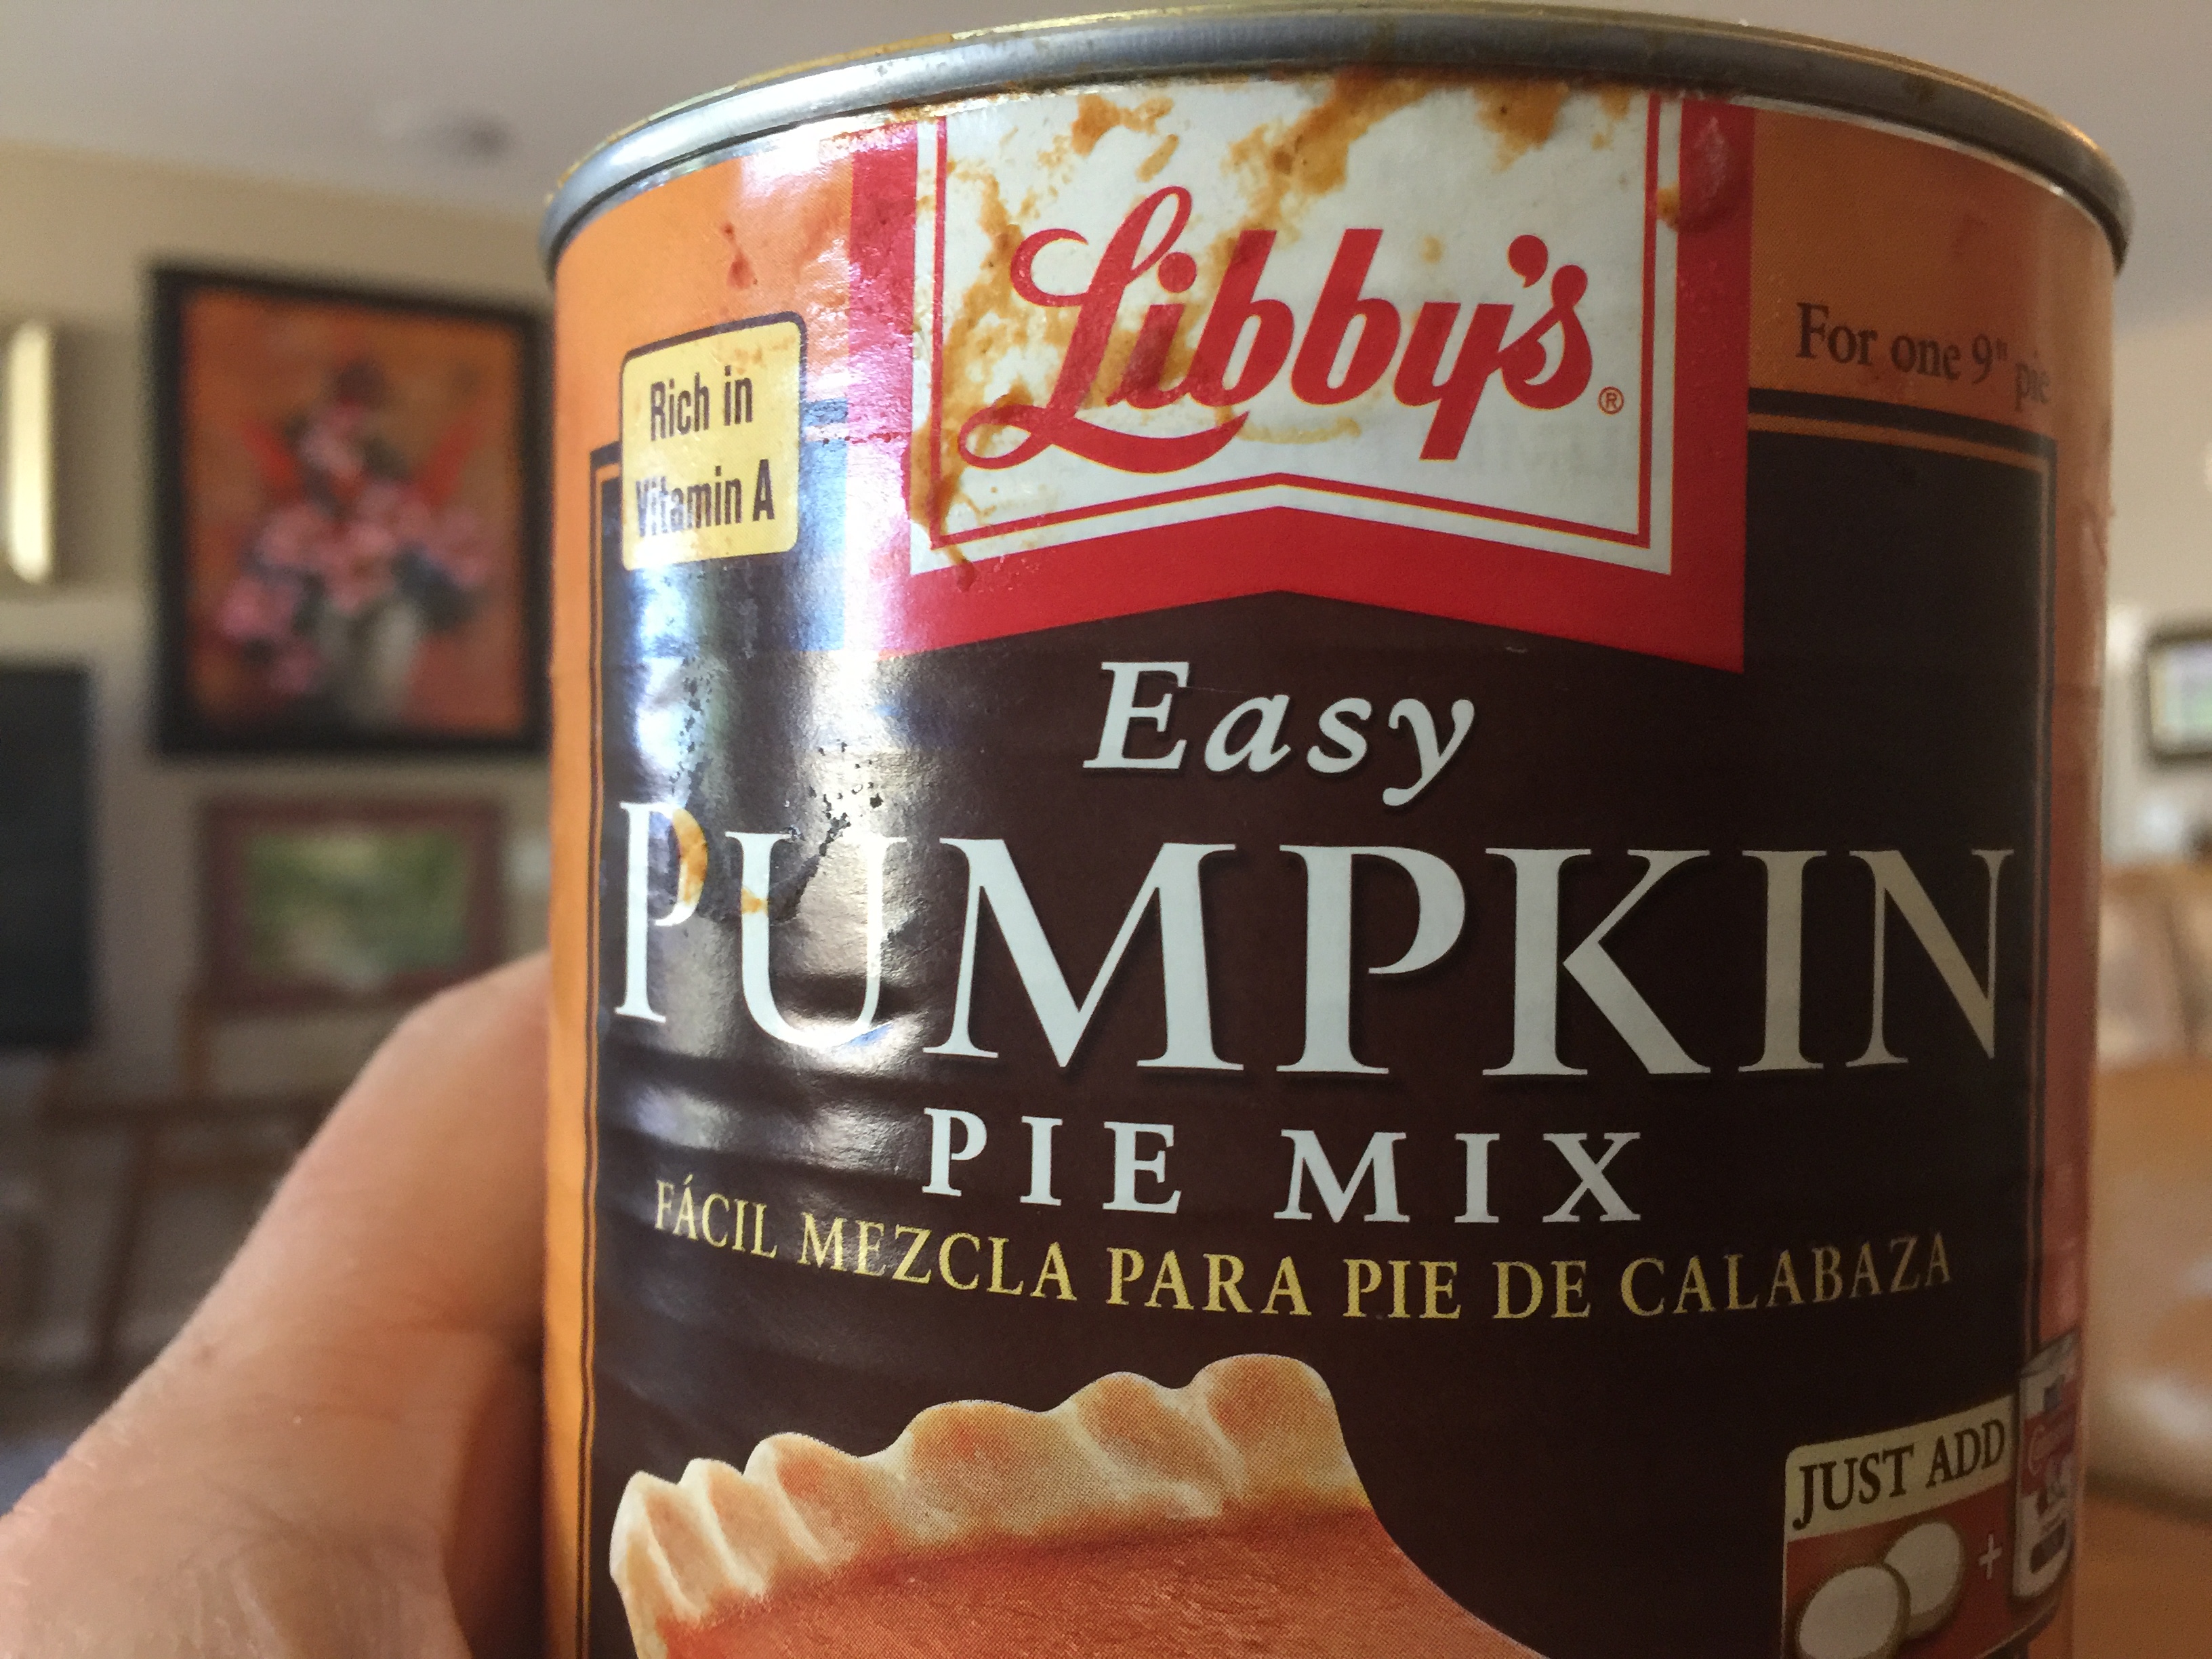 Libby's®
Rich in
Vitamin A
For one 9" pie
Easy
PUMPKIN
PIE MIX
FÁCIL MEZCLA PARA PIE DE CALABAZA
JUST ADD
+